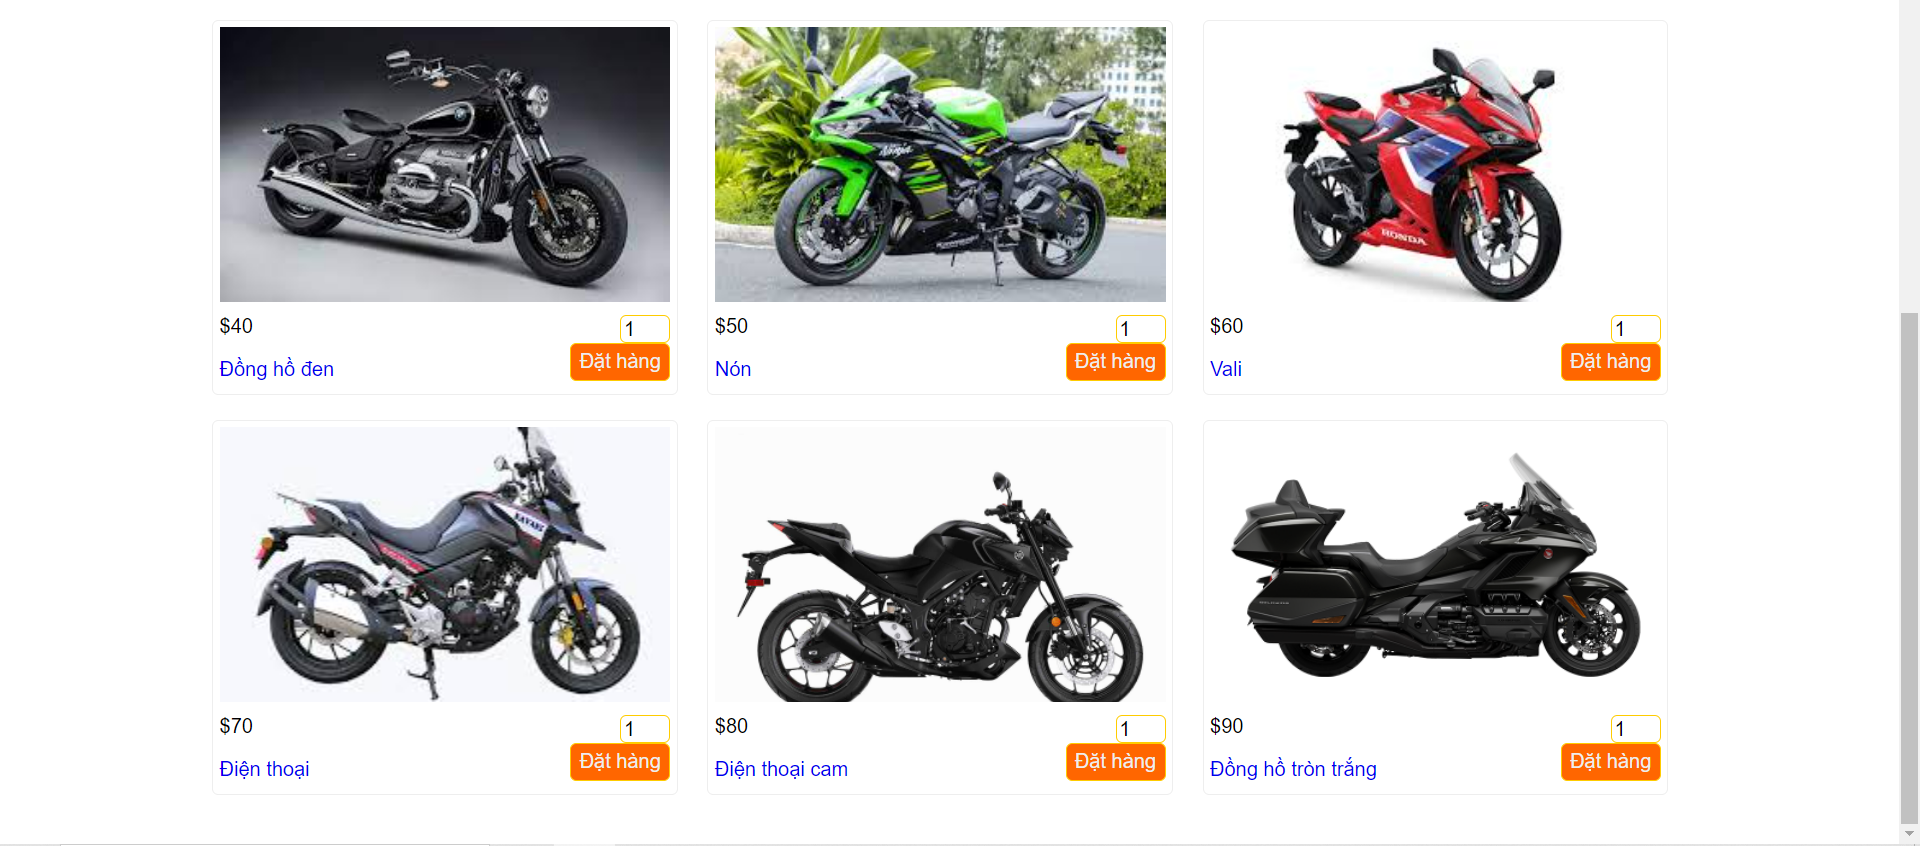 Ninja
HONDA
$40
1
Đặt hàng
Đồng hồ đen
$50
1
Đặt hàng
Nón
$60
1
Đặt hàng
Vali
$70
1
Đặt hàng
Điện thoại
$80
1
Đặt hàng
Điện thoại cam
$90
1
Đặt hàng
Đồng hồ tròn trắng